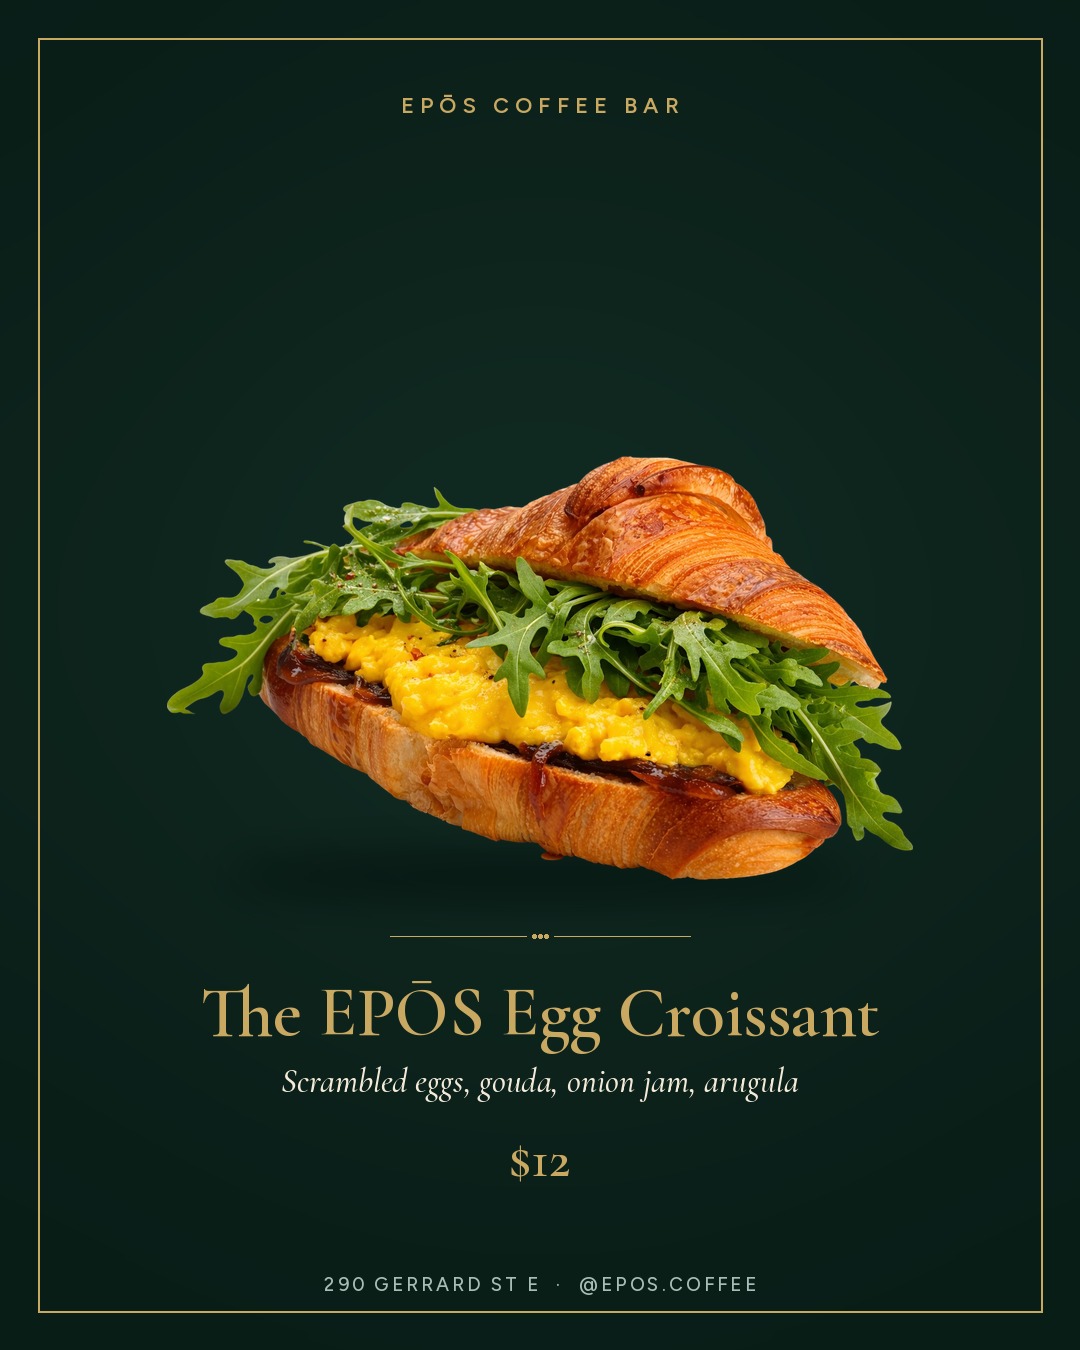 EPŌS COFFEE BAR
The EPŌS Egg Croissant
Scrambled eggs, gouda, onion jam, arugula
$12
290 GERRARD ST E · @EPOS.COFFEE